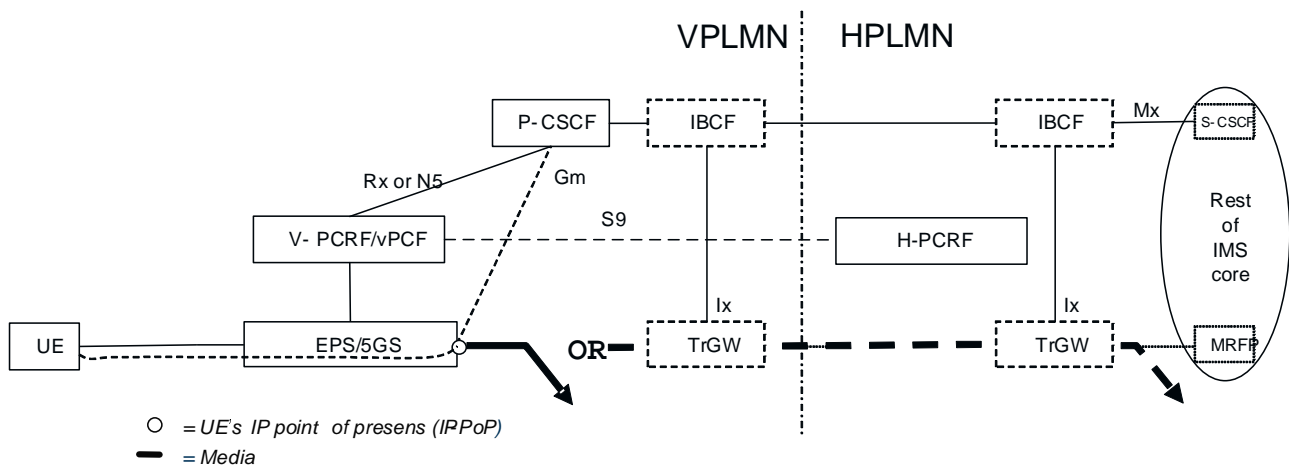 VPLMN
HPLMN
P- CSCF
IBCF
IBCF
Mx
S- CSCF
Rx or N5
Gm
Rest
of
IMS
core
S9
V- PCRF/vPCF
H-PCRF
Ix
Ix
UE
EPS/5GS
OR
TrGW
TrGW
MRFP
= UE's IP point of presens (IP-PoP)
= Media